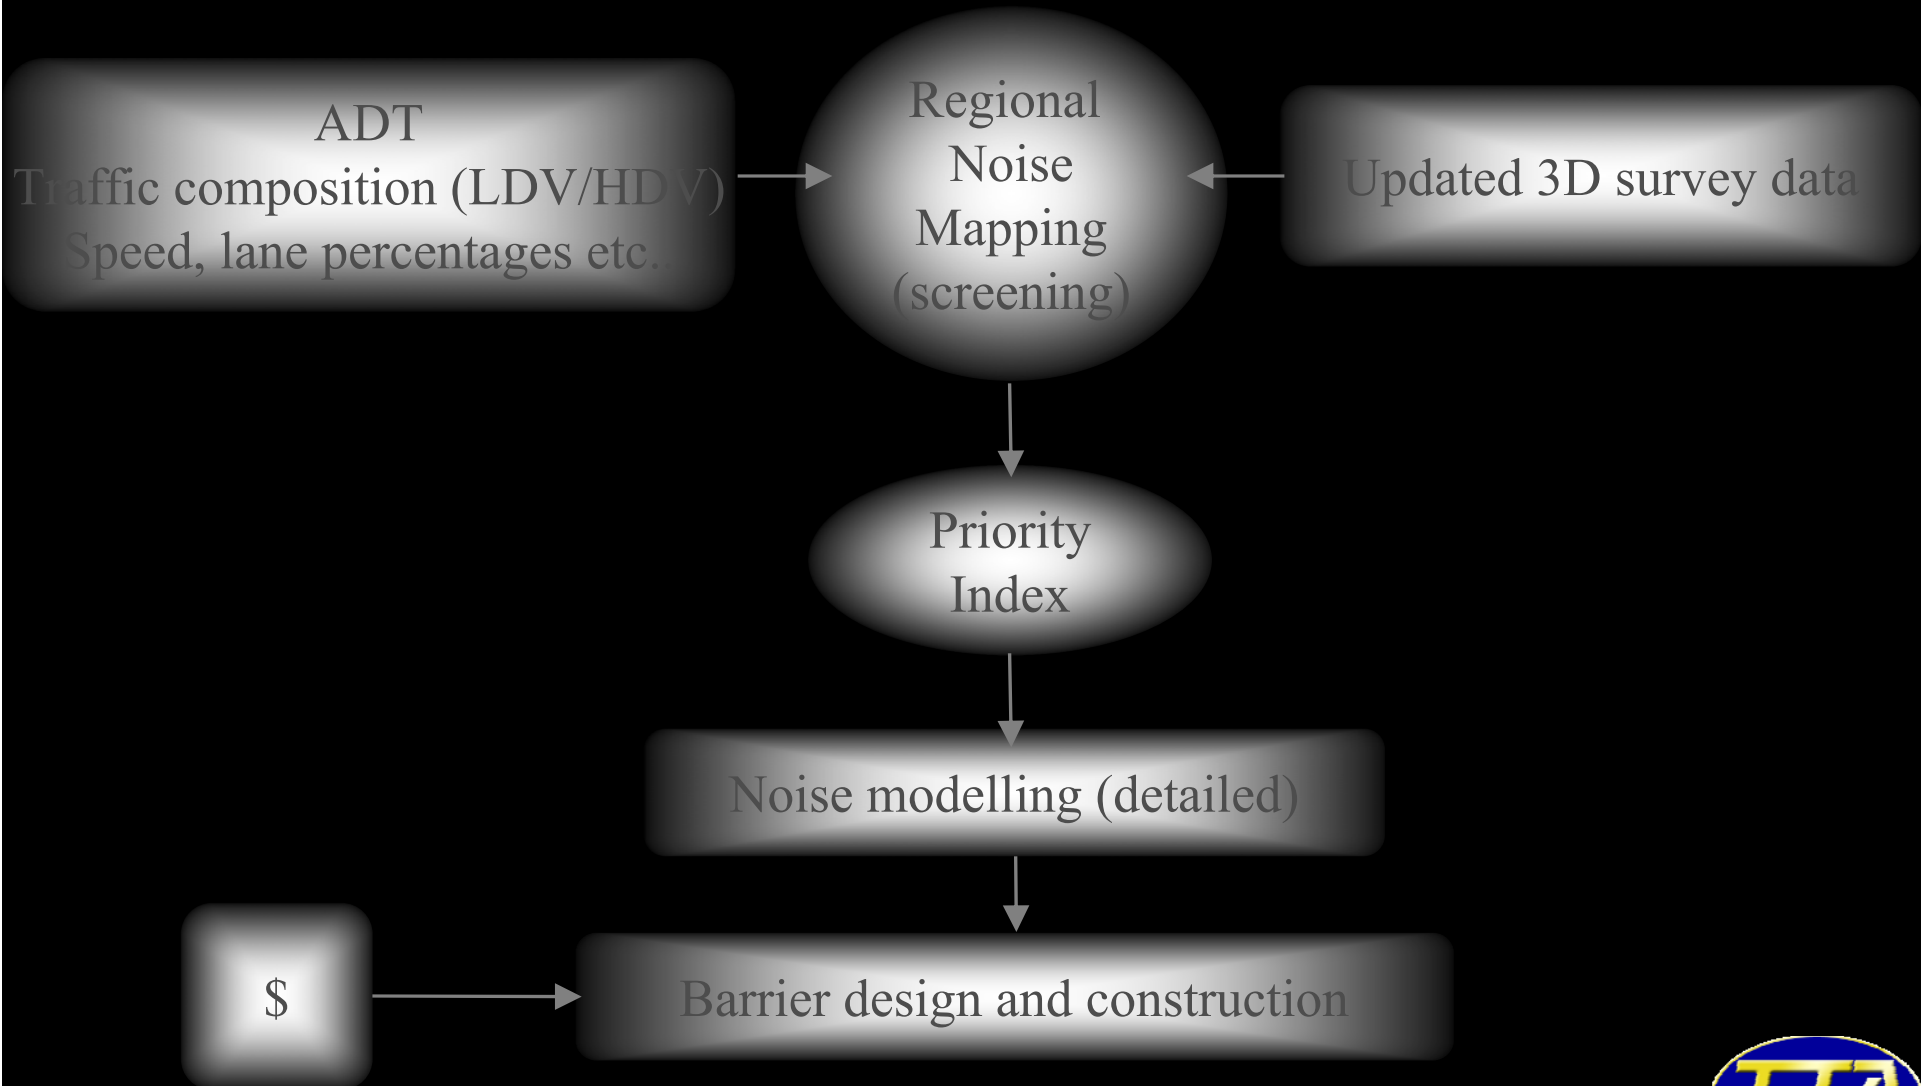 ADT
Traffic composition (LDV/HDV)
Speed, lane percentages etc..
Regional
Noise
Mapping
(screening)
Updated 3D survey data
Priority
Index
Noise modelling (detailed)
$
Barrier design and construction